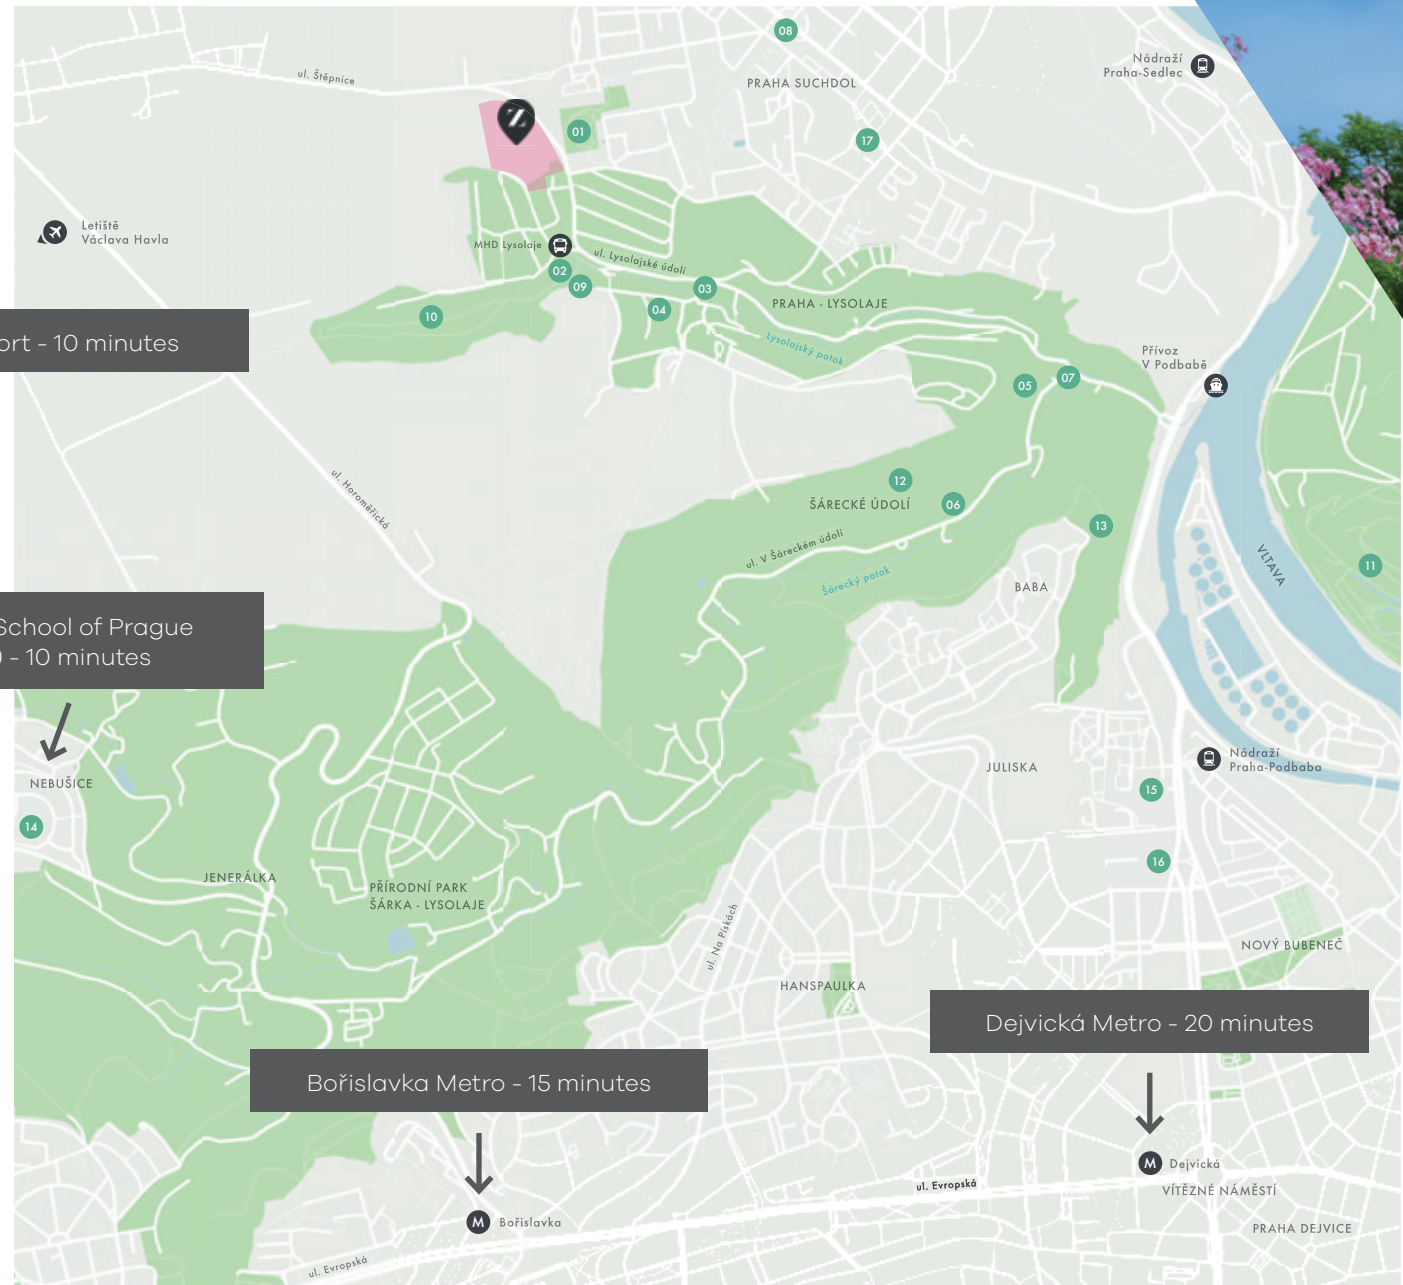 08
ul. Štěpnice
PRAHA SUCHDOL
Nádraží
Praha-Sedlec
Z
01
17
Letiště
Václava Havla
MHD Lysolaje
ul. Lysolajské údolí
02
09
03
04
10
PRAHA - LYSOLAJE
Lysolajský potok
ort - 10 minutes
Přívoz
V Podbabě
05
07
ul. Horoměřická
12
ŠÁRECKÉ ÚDOLÍ
06
13
ul. V Šáreckém údolí
Šárecký potok
BABA
VLTAVA
11
School of Prague
) - 10 minutes
NEBUŠICE
14
JULISKA
Nádraží
Praha-Podbaba
15
16
JENERÁLKA
PŘÍRODNÍ PARK
ŠÁRKA - LYSOLAJE
ul. Na Pískách
NOVÝ BUBENEČ
HANSPAULKA
Dejvická Metro - 20 minutes
Bořislavka Metro - 15 minutes
M Dejvická
VÍTĚZNÉ NÁMĚSTÍ
ul. Evropská
M Bořislavka
PRAHA DEJVICE
ul. Evropská